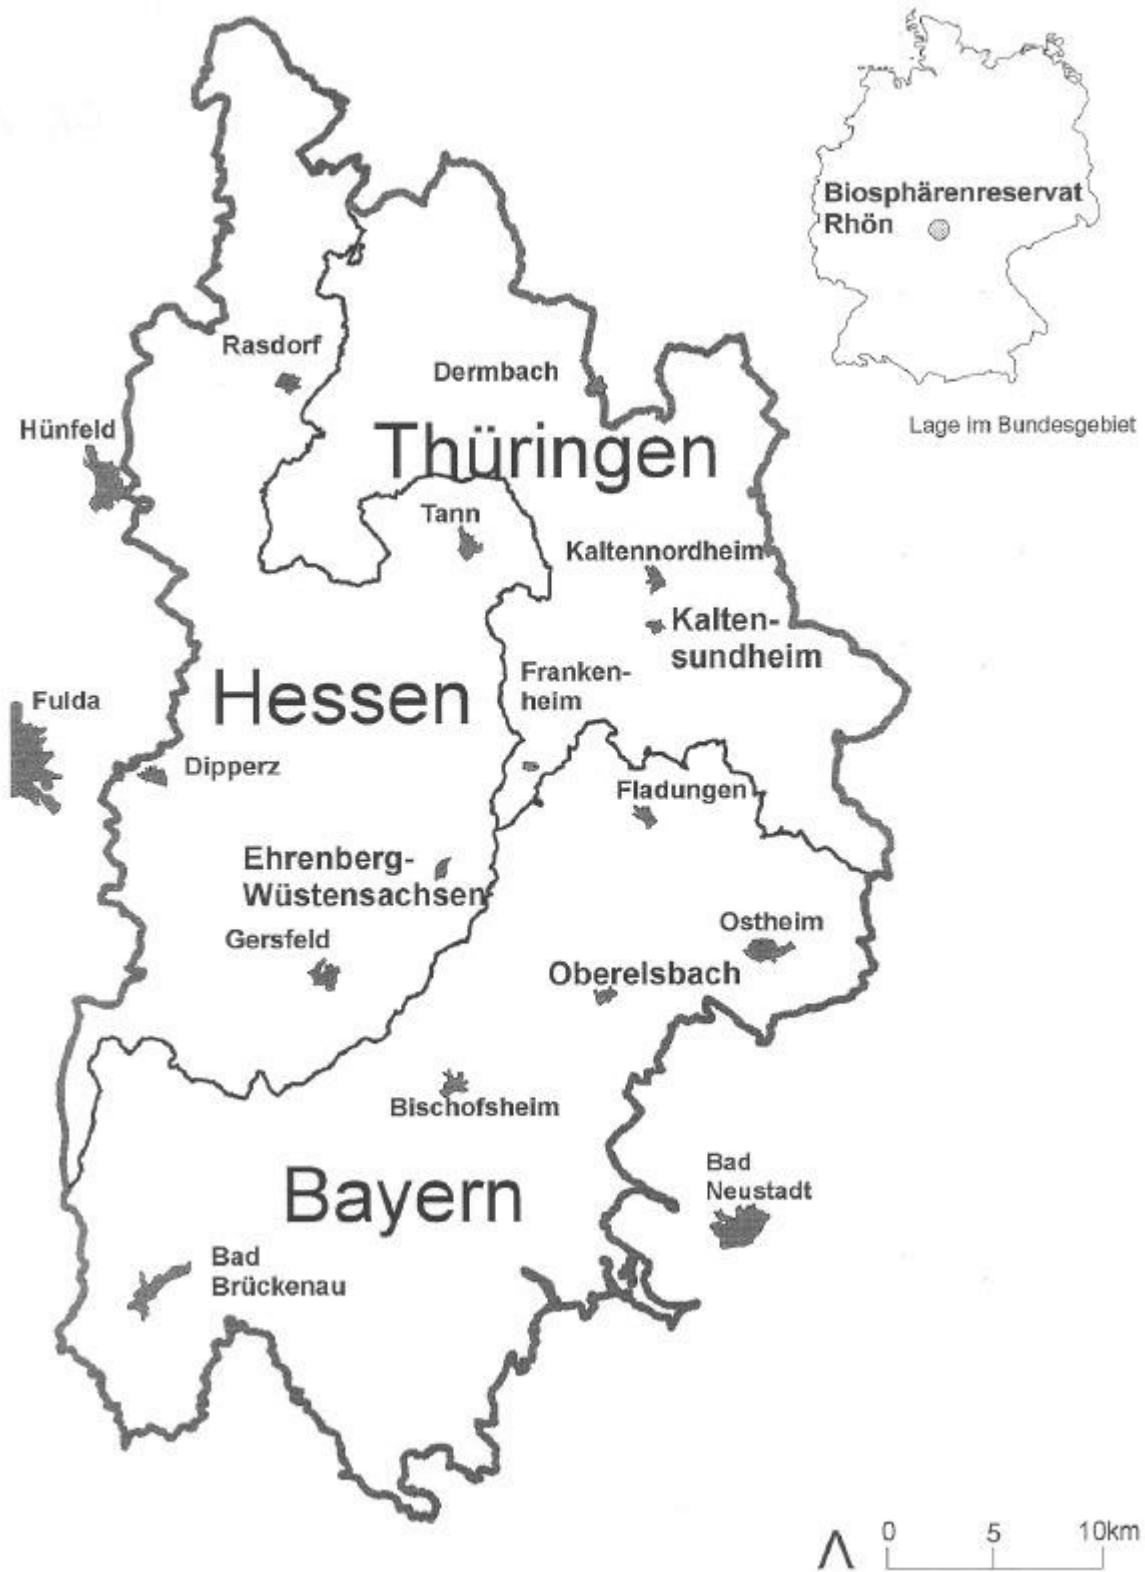 Biosphärenreservat
Rhön
Lage im Bundesgebiet
Rasdorf
Dermbach
Hünfeld
Thüringen
Tann
Kaltennordheim
Kalten-
sundheim
Hessen
Franken-
heim
Fulda
Dipperz
Fladungen
Ehrenberg-
Wüstensachsen
Gersfeld
Ostheim
Oberelsbach
Bischofsheim
Bad
Neustadt
Bayern
Bad
Brückenau
0 5 10km